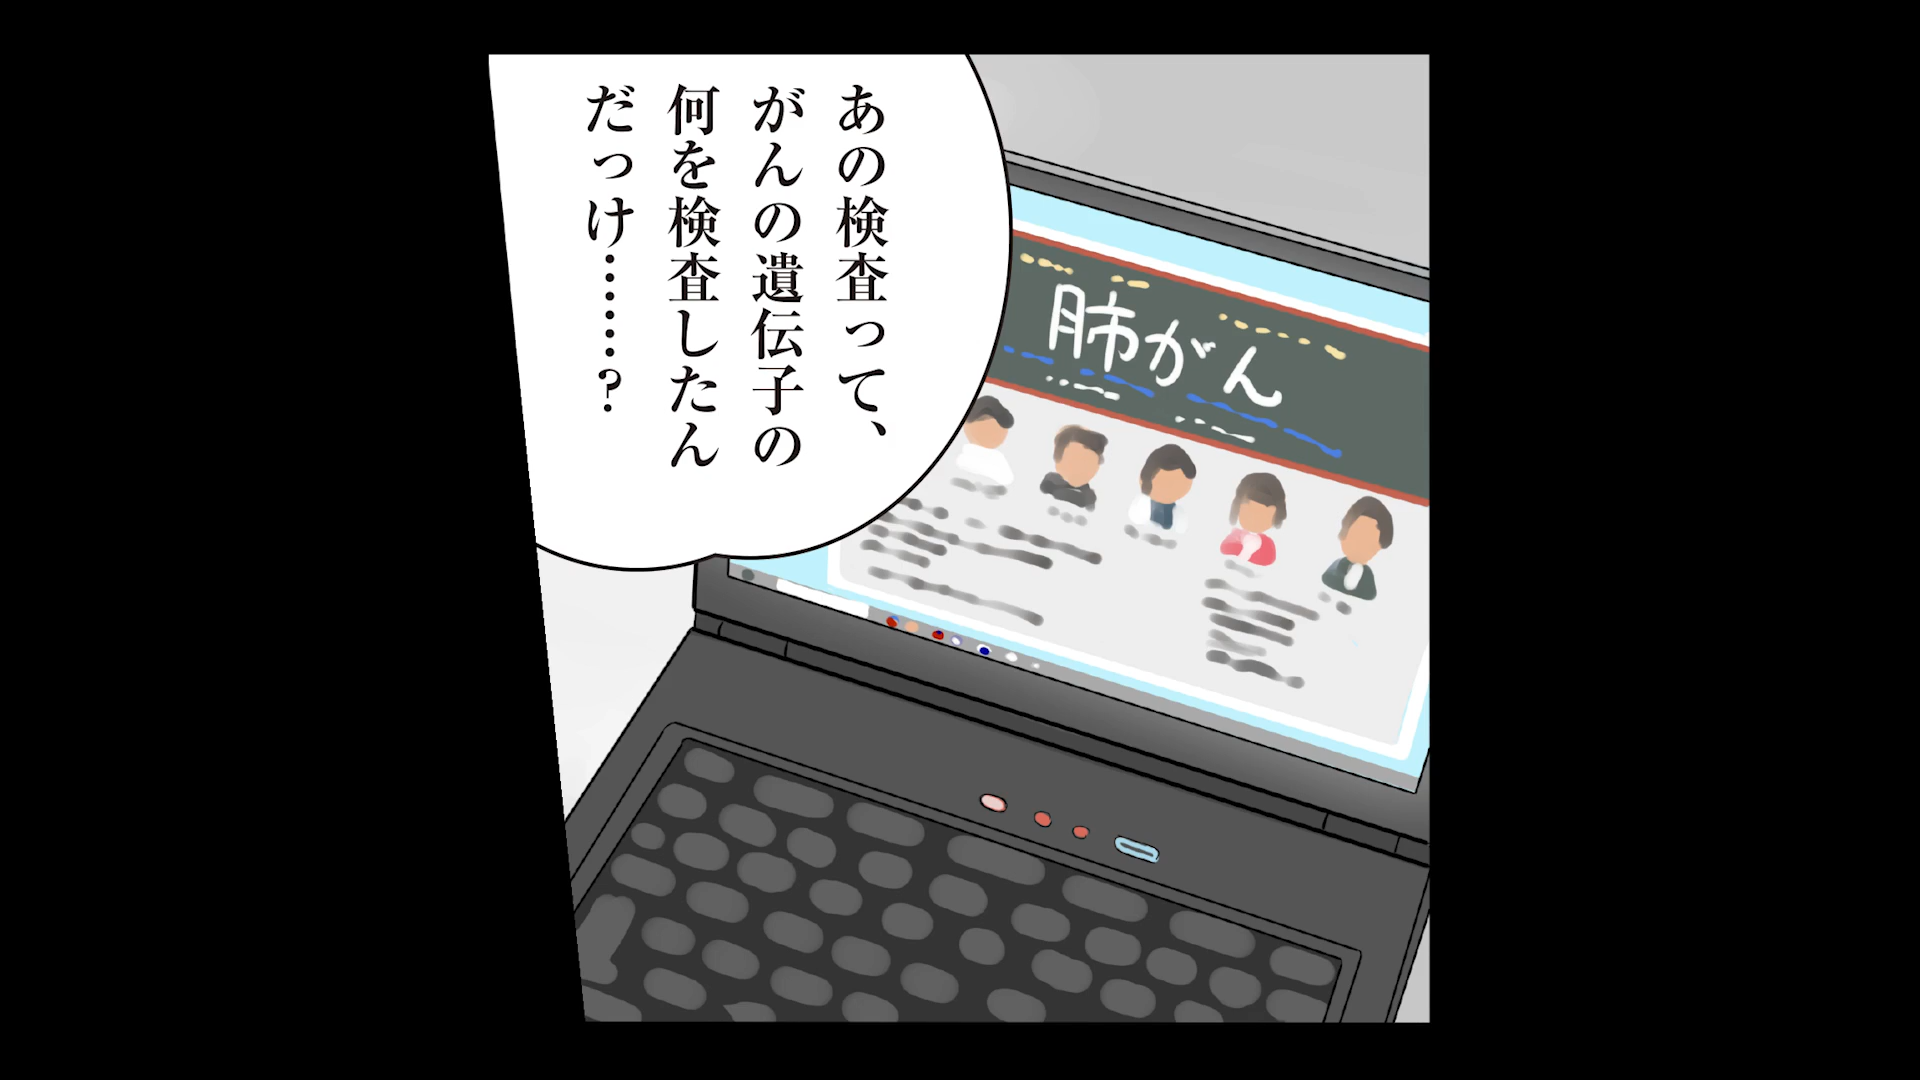 あの検査って、
がんの遺伝子の
何を検査したん
だっけ……?
肺がん